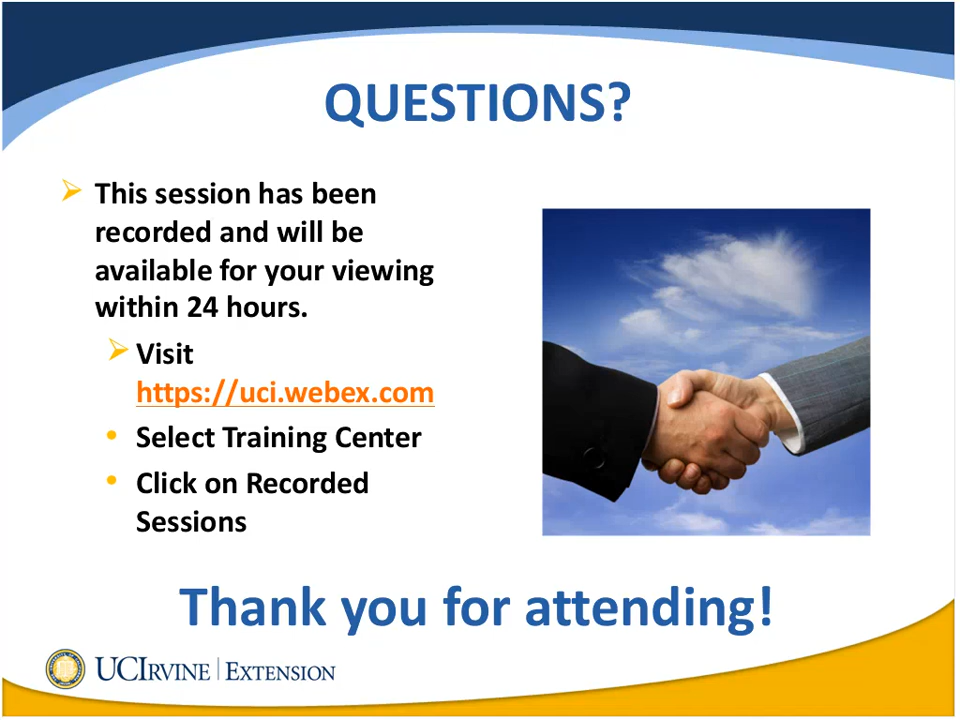 QUESTIONS?
This session has been
recorded and will be
available for your viewing
within 24 hours.
Visit
https://uci.webex.com
Select Training Center
Click on Recorded
Sessions
Thank you for attending!
UCIRVINE | EXTENSION